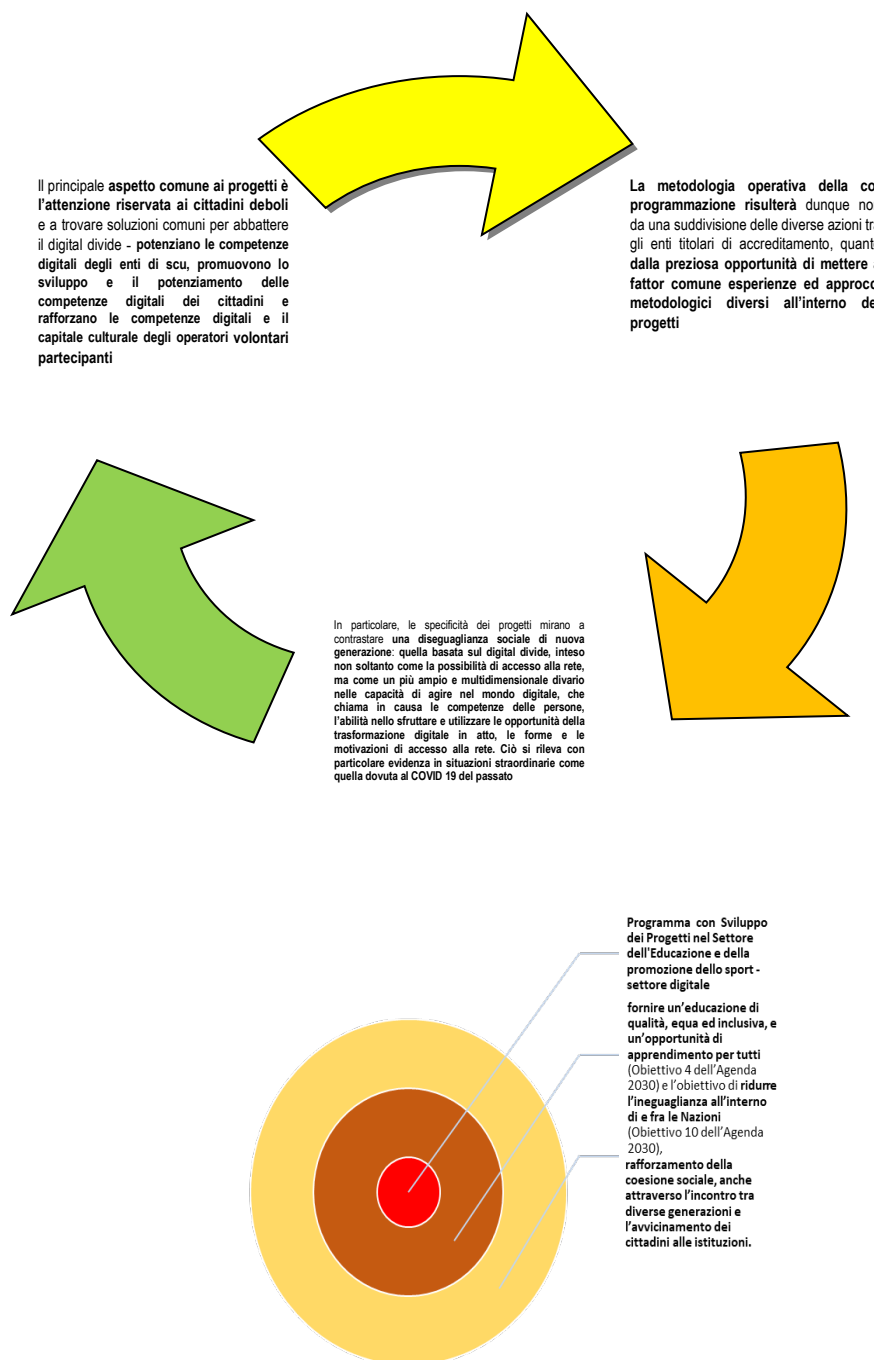 Il principale aspetto comune ai progetti è
l'attenzione riservata ai cittadini deboli
e a trovare soluzioni comuni per abbattere
il digital divide - potenziano le competenze
digitali degli enti di scu, promuovono lo
sviluppo e il potenziamento delle
competenze digitali dei cittadini e
rafforzano le competenze digitali e il
capitale culturale degli operatori volontari
partecipanti
La metodologia operativa della co
programmazione risulterà dunque non
da una suddivisione delle diverse azioni tra
gli enti titolari di accreditamento, quanto
dalla preziosa opportunità di mettere a
fattor comune esperienze ed approcc
metodologici diversi all'interno de
progetti
In particolare, le specificità dei progetti mirano a
contrastare una diseguaglianza sociale di nuova
generazione: quella basata sul digital divide, inteso
non soltanto come la possibilità di accesso alla rete,
ma come un più ampio e multidimensionale divario
nelle capacità di agire nel mondo digitale, che
chiama in causa le competenze delle persone,
l'abilità nello sfruttare e utilizzare le opportunità della
trasformazione digitale in atto, le forme e le
motivazioni di accesso alla rete. Ciò si rileva con
particolare evidenza in situazioni straordinarie come
quella dovuta al COVID 19 del passato
Programma con Sviluppo
dei Progetti nel Settore
dell'Educazione e della
promozione dello sport -
settore digitale
fornire un'educazione di
qualità, equa ed inclusiva, e
un'opportunità di
apprendimento per tutti
(Obiettivo 4 dell'Agenda
2030) e l'obiettivo di ridurre
l'ineguaglianza all'interno
di e fra le Nazioni
(Obiettivo 10 dell'Agenda
2030),
rafforzamento della
coesione sociale, anche
attraverso l'incontro tra
diverse generazioni e
l'avvicinamento dei
cittadini alle istituzioni.